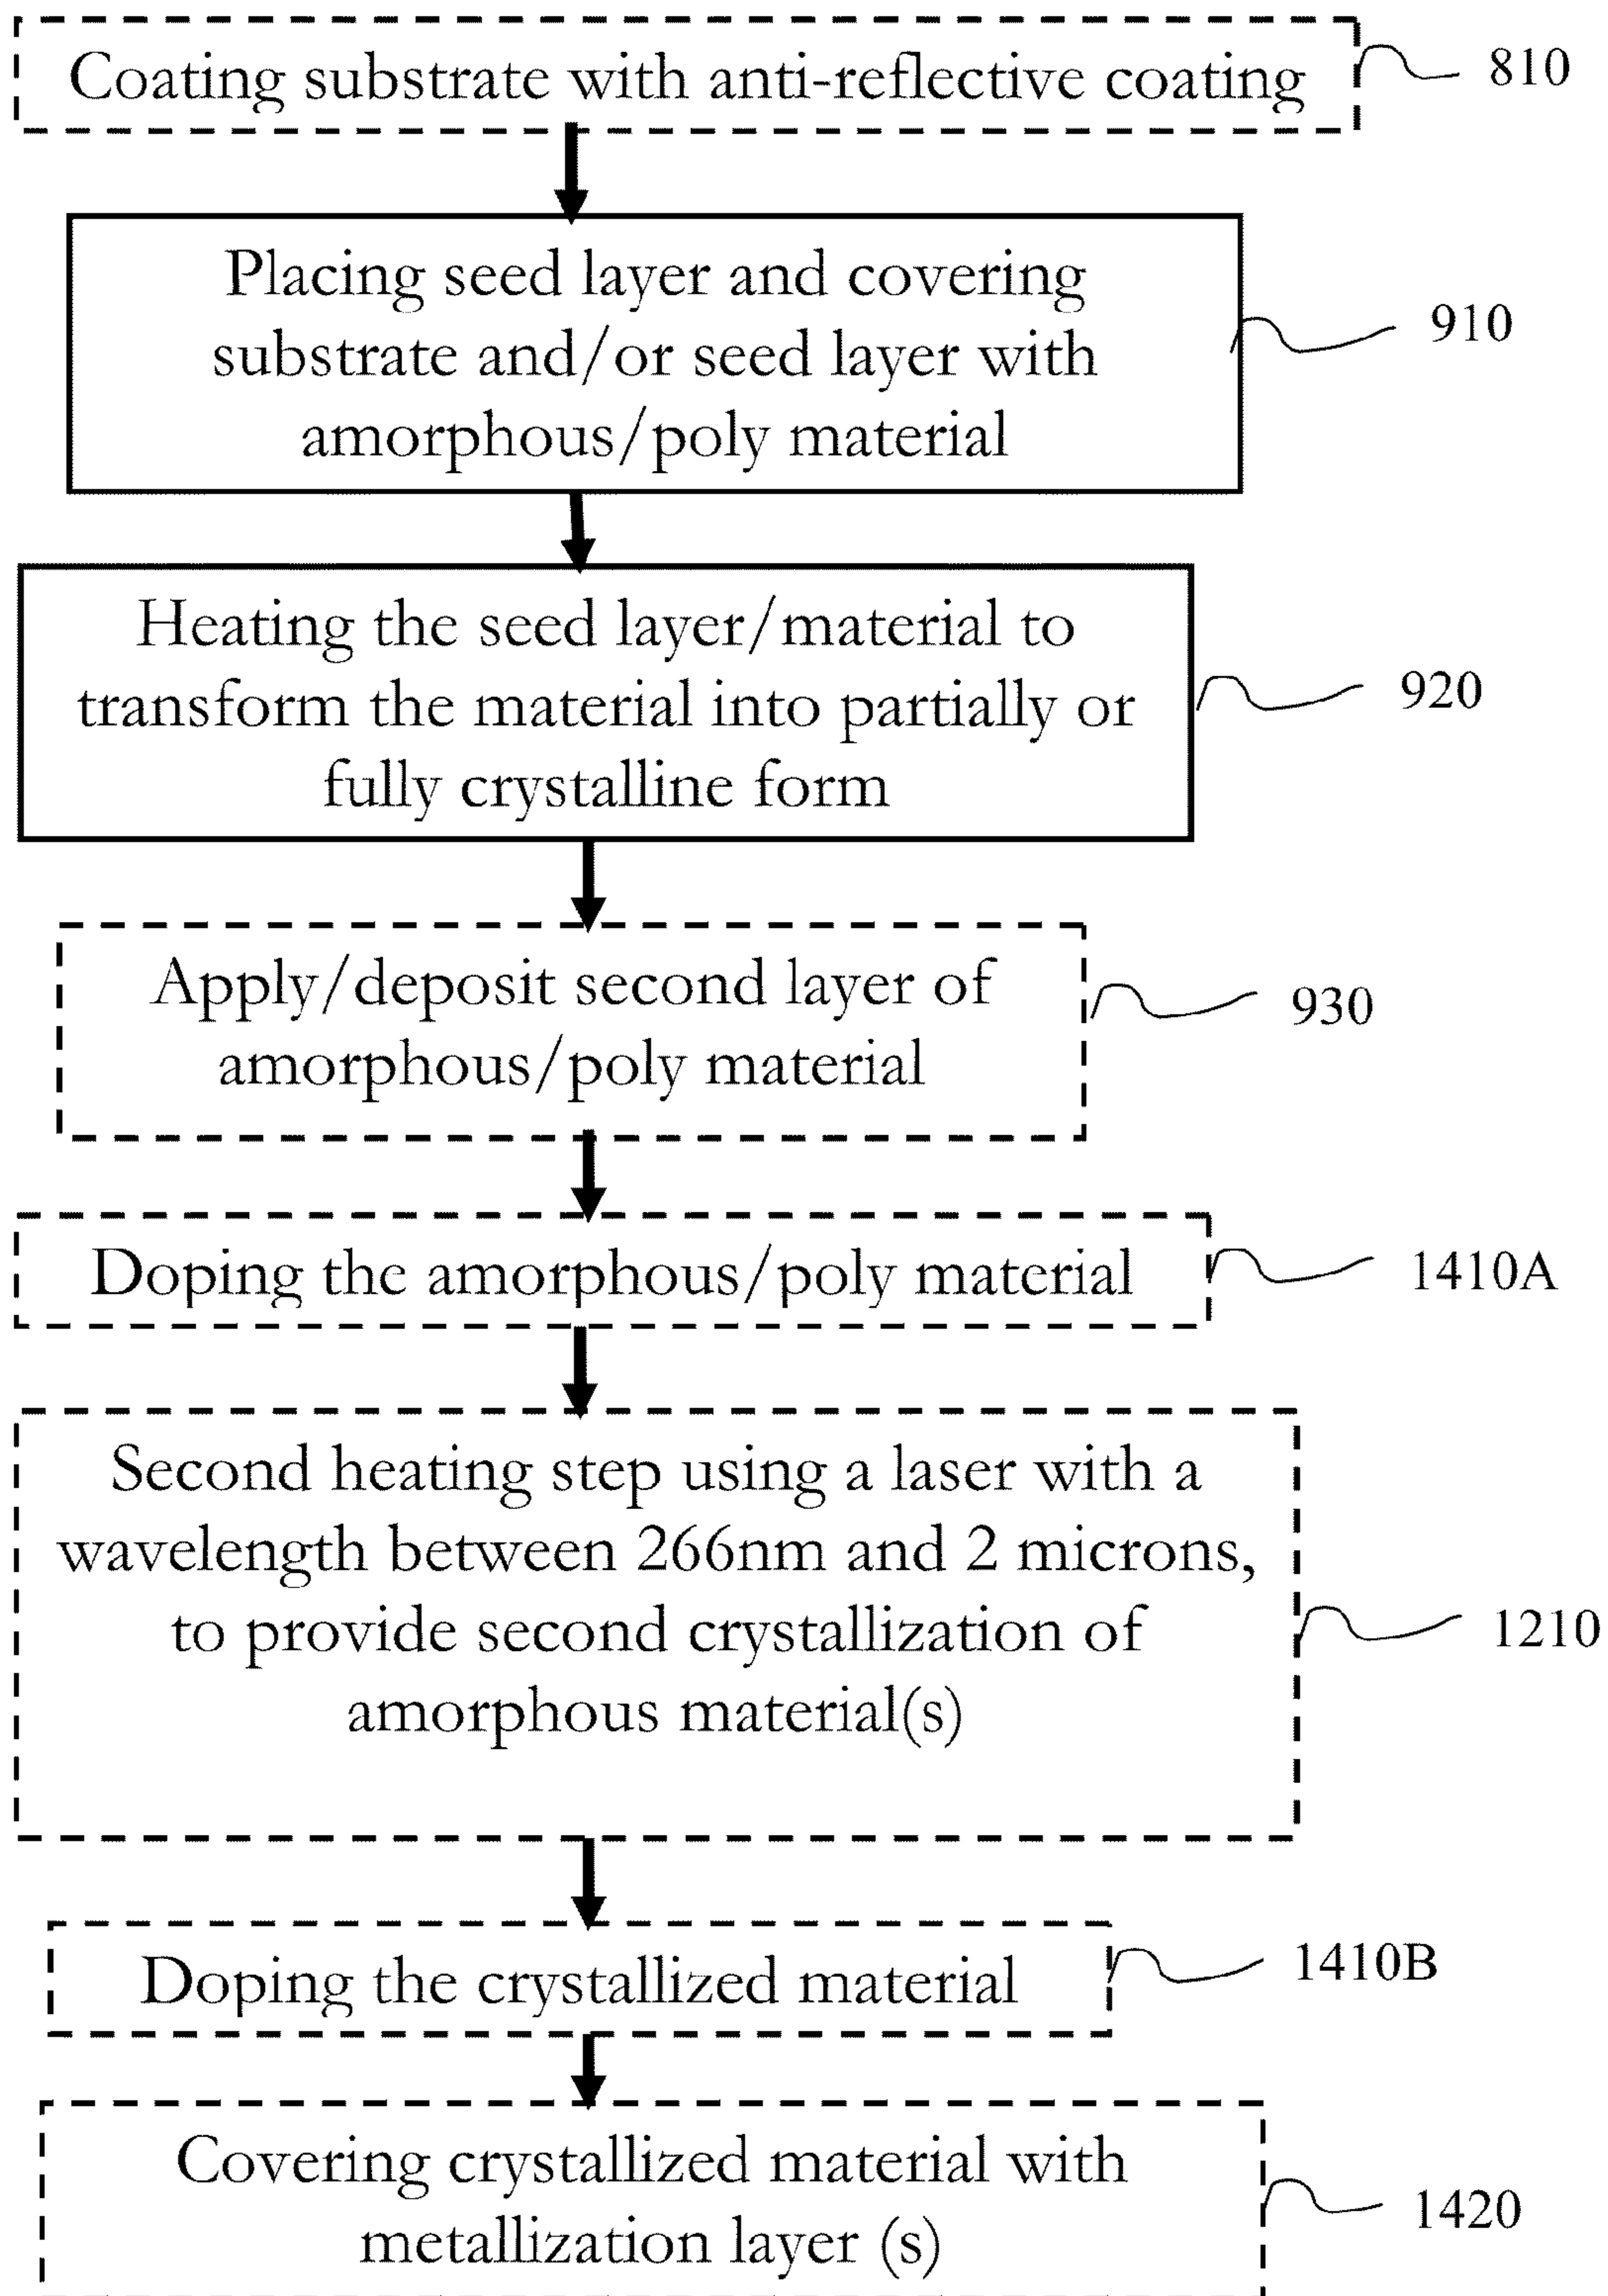 Coating substrate with anti-reflective coating
810
Placing seed layer and covering
substrate and/or seed layer with
amorphous/poly material
910
Heating the seed layer/material to
transform the material into partially or
fully crystalline form
920
Apply/deposit second layer of
amorphous/poly material
930
Doping the amorphous/poly material
1410A
Second heating step using a laser with a
wavelength between 266nm and 2 microns,
to provide second crystallization of
amorphous material(s)
1210
Doping the crystallized material
1410B
Covering crystallized material with
metallization layer (s)
1420